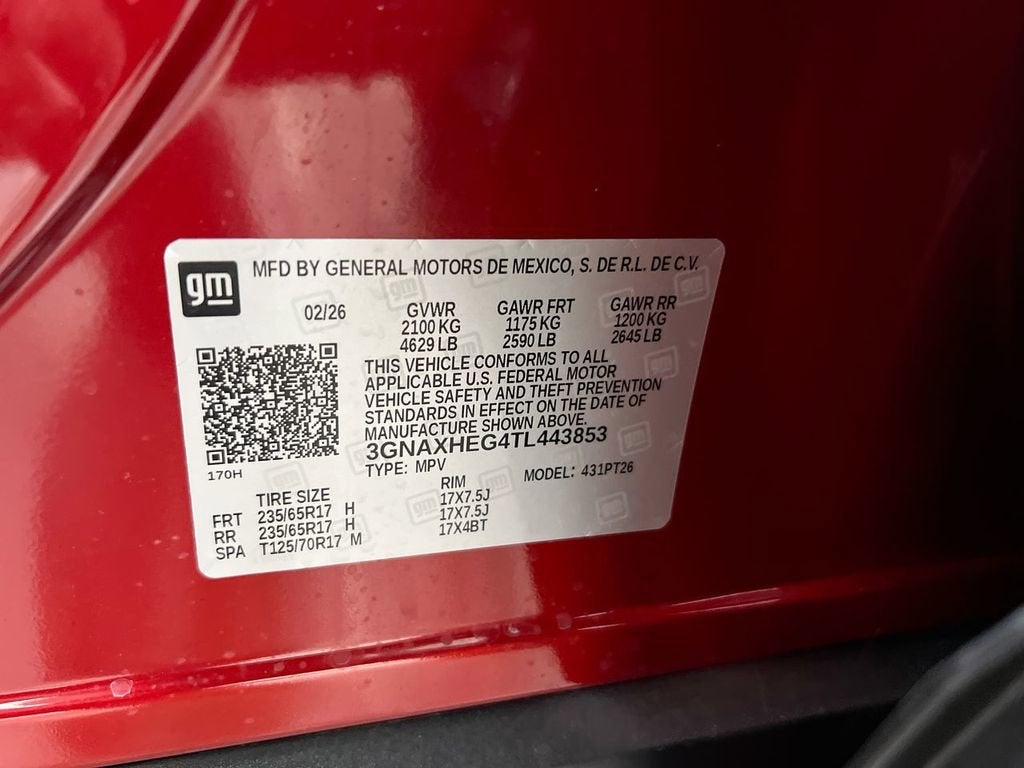 gm
MFD BY GENERAL MOTORS DE MEXICO, S. DE R.L. DE C.V.
02/26 GVWR GAWR FRT GAWR RR
2100 KG 1175 KG 1200 KG
4629 LB 2590 LB 2645 LB
THIS VEHICLE CONFORMS TO ALL
APPLICABLE U.S. FEDERAL MOTOR
VEHICLE SAFETY AND THEFT PREVENTION
STANDARDS IN EFFECT ON THE DATE OF
MANUFACTURE SHOWN ABOVE.
3GNAXHEG4TL443853
170H
TYPE: MPV MODEL: 431PT26
TIRE SIZE RIM
FRT 235/65R17 H 17X7.5J
RR 235/65R17 H 17X7.5J
SPA T125/70R17 M 17X4BT